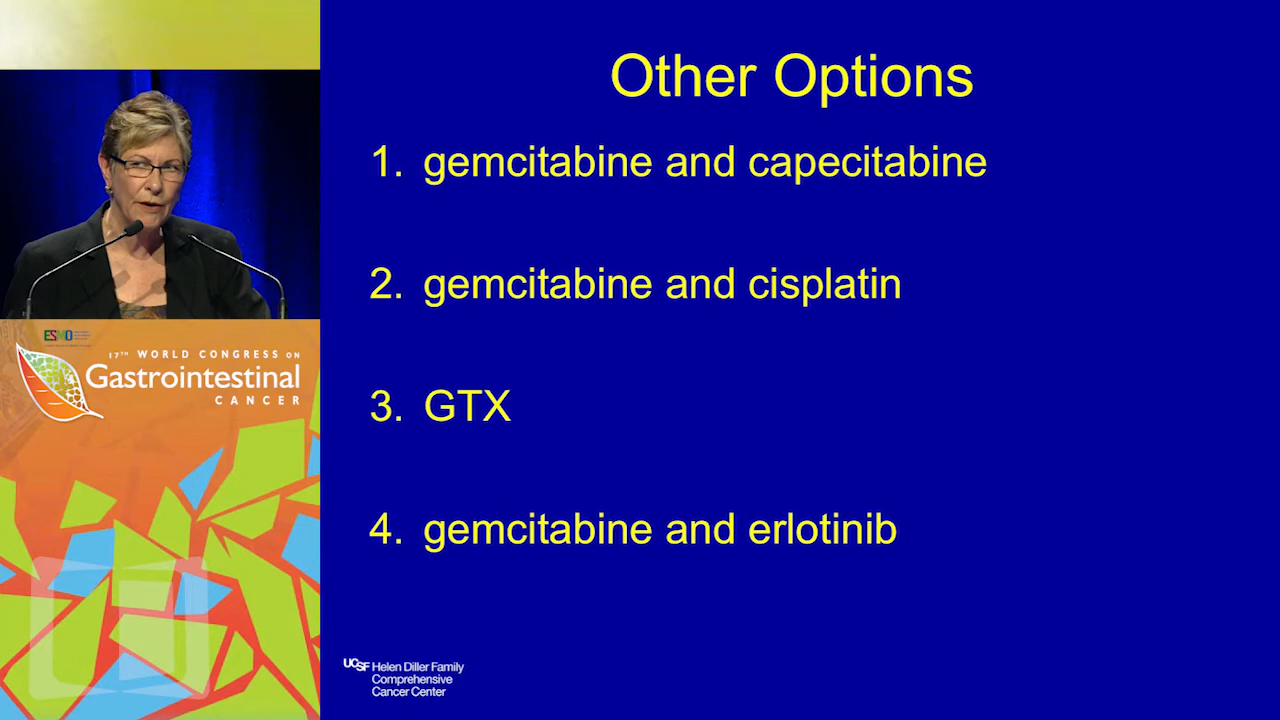 Other Options
1. gemcitabine and capecitabine
2. gemcitabine and cisplatin
3. GTX
4. gemcitabine and erlotinib
ESMO
17TH WORLD CONGRESS ON
Gastrointestinal
CANCER
UCSF Helen Diller Family
Comprehensive
Cancer Center